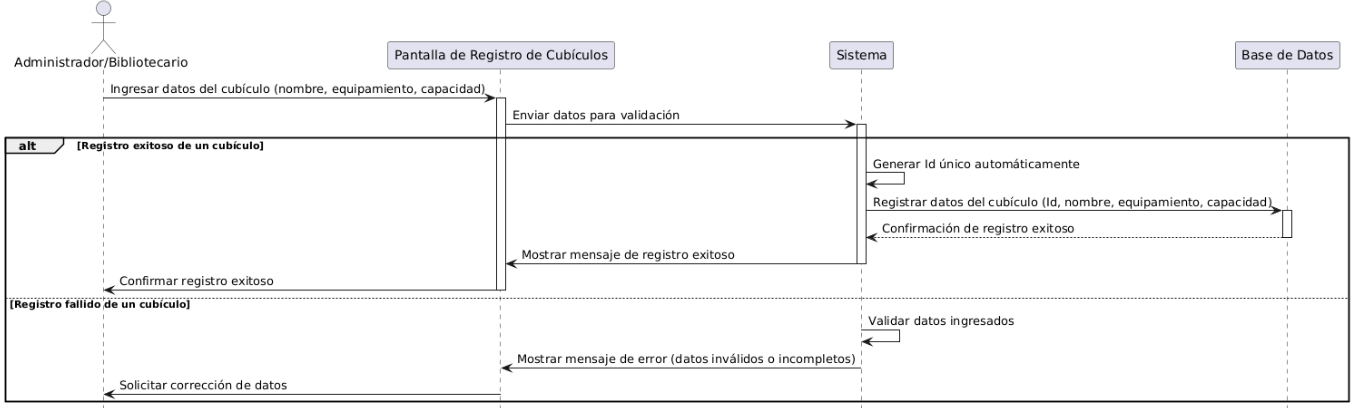 Administrador/Bibliotecario
Pantalla de Registro de Cubículos
Sistema
Base de Datos
Ingresar datos del cubículo (nombre, equipamiento, capacidad)
Enviar datos para validación
alt
[Registro exitoso de un cubículo]
Generar Id único automáticamente
Registrar datos del cubículo (Id, nombre, equipamiento, capacidad)
Confirmación de registro exitoso
Mostrar mensaje de registro exitoso
Confirmar registro exitoso
[Registro fallido de un cubículo]
Validar datos ingresados
Mostrar mensaje de error (datos inválidos o incompletos)
Solicitar corrección de datos